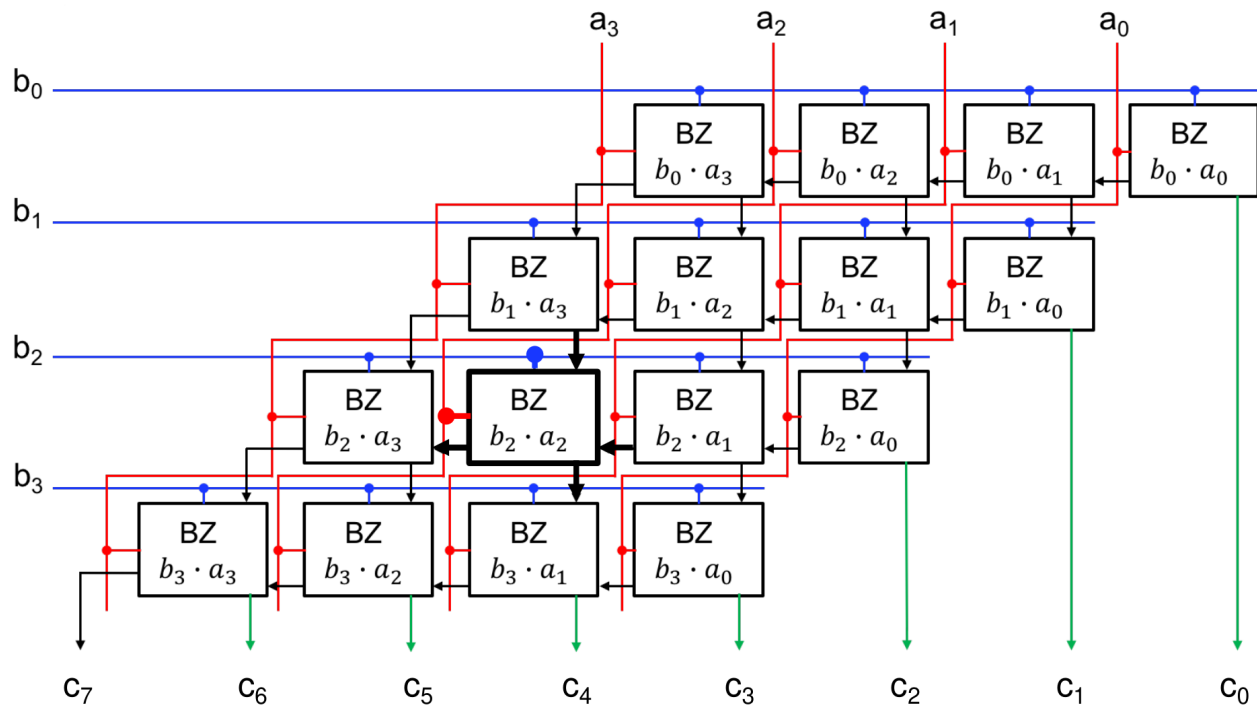 a₃ a₂ a₁ a₀
b₀
BZ BZ BZ BZ
b₀ · a₃ b₀ · a₂ b₀ · a₁ b₀ · a₀
b₁
BZ BZ BZ BZ
b₁ · a₃ b₁ · a₂ b₁ · a₁ b₁ · a₀
b₂
BZ BZ BZ BZ
b₂ · a₃ b₂ · a₂ b₂ · a₁ b₂ · a₀
b₃
BZ BZ BZ BZ
b₃ · a₃ b₃ · a₂ b₃ · a₁ b₃ · a₀
c₇ c₆ c₅ c₄ c₃ c₂ c₁ c₀